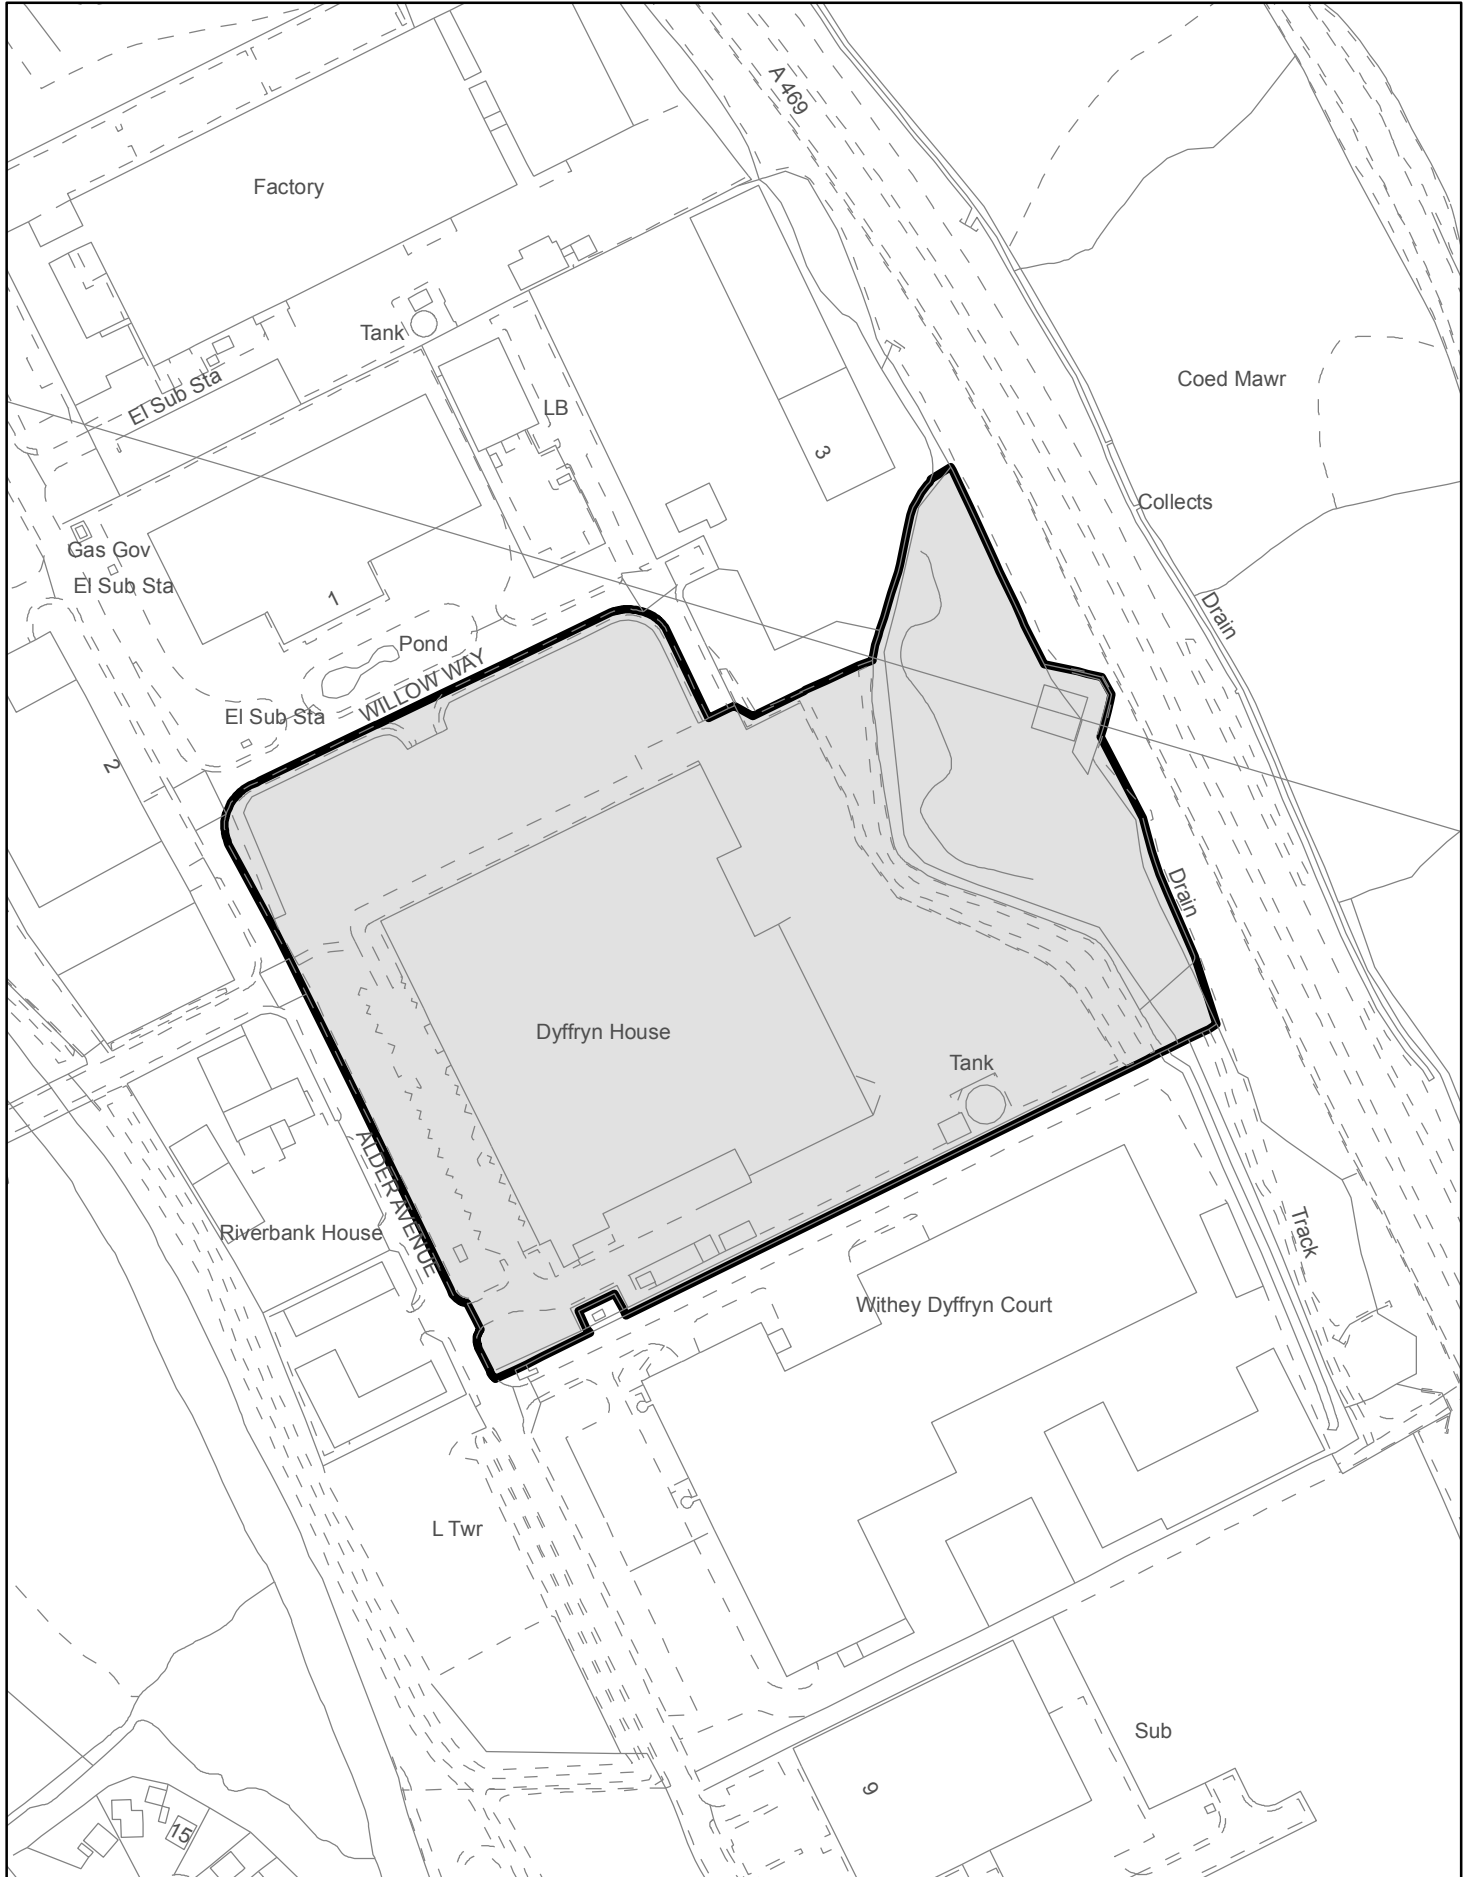 A 469
Factory
Tank
El Sub Sta
LB
Coed Mawr
3
Collects
Gas Gov
El Sub Sta
1
Drain
Pond
WILLOW WAY
El Sub Sta
2
Drain
Dyffryn House
Tank
ALDER AVENUE
Riverbank House
Track
Withey Dyffryn Court
L Twr
Sub
9
15